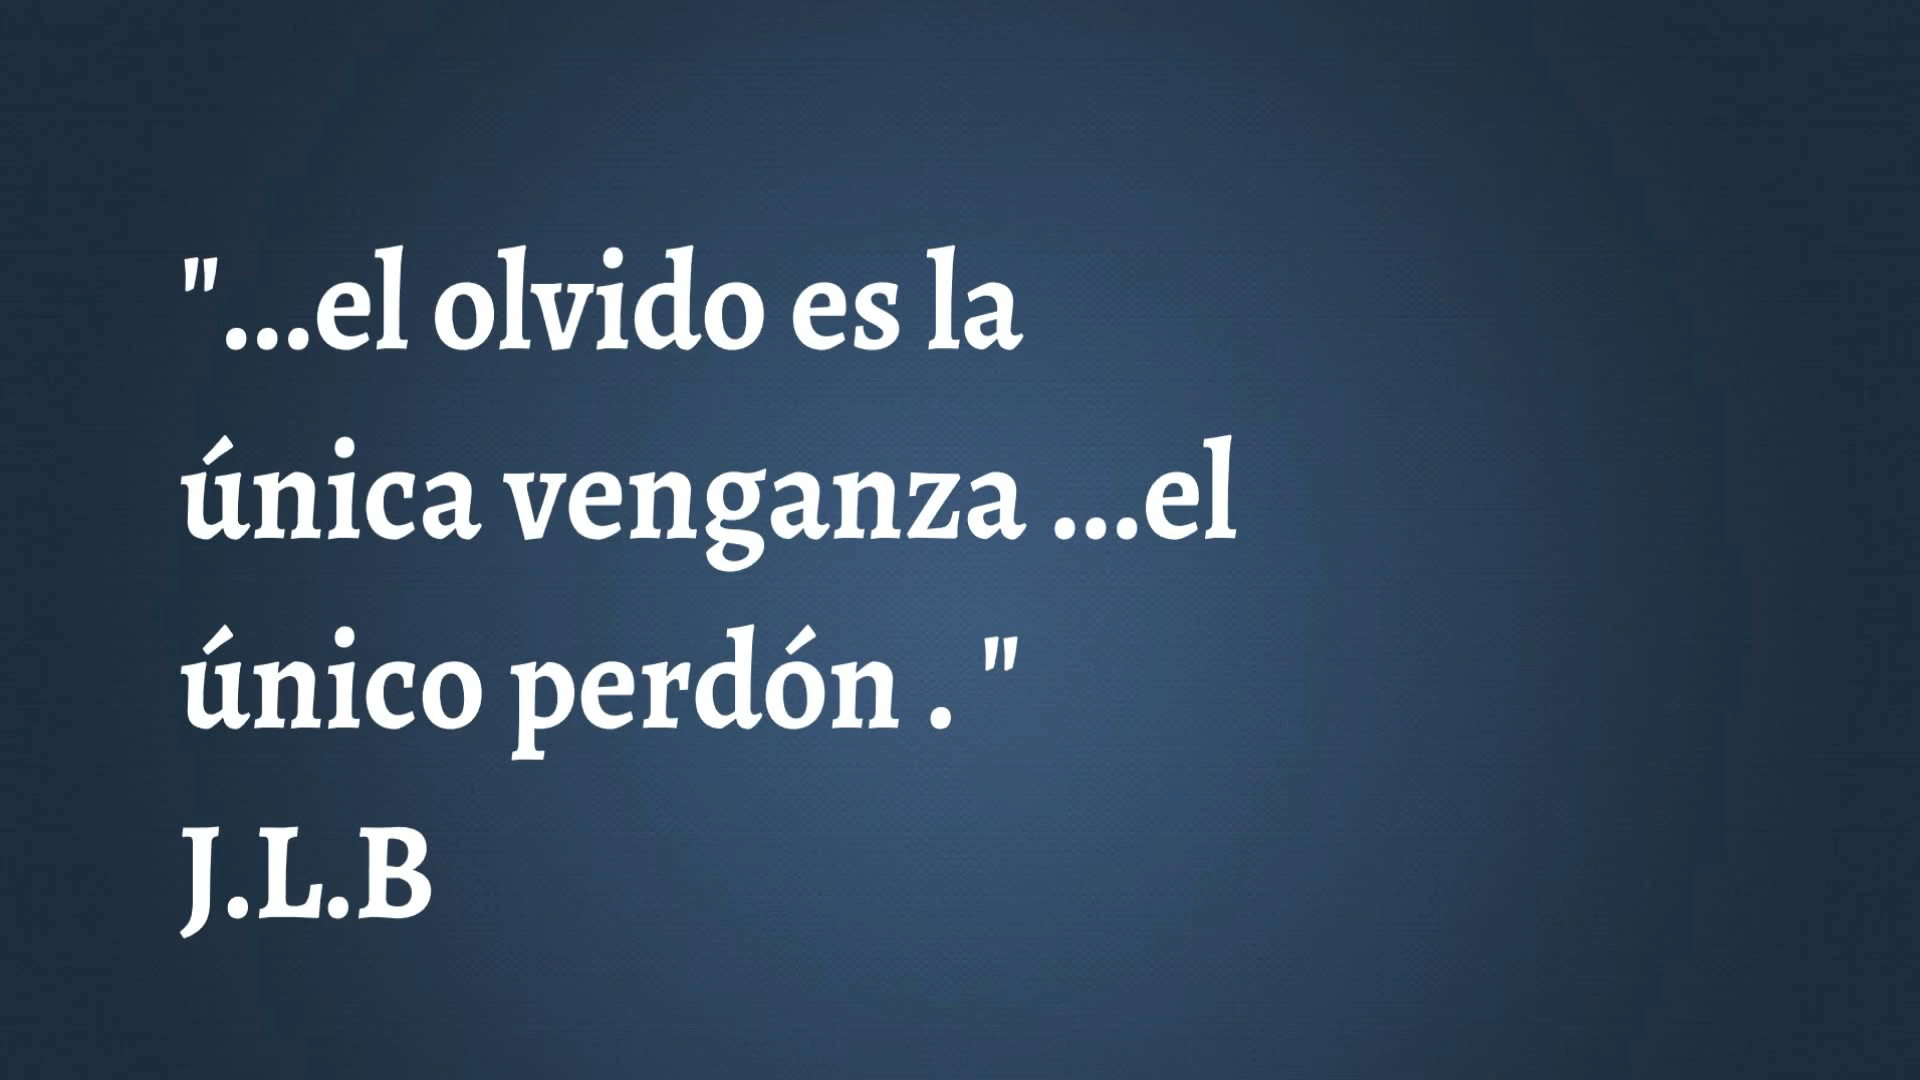 "...el olvido es la
única venganza ...el
único perdón . "
J.L.B